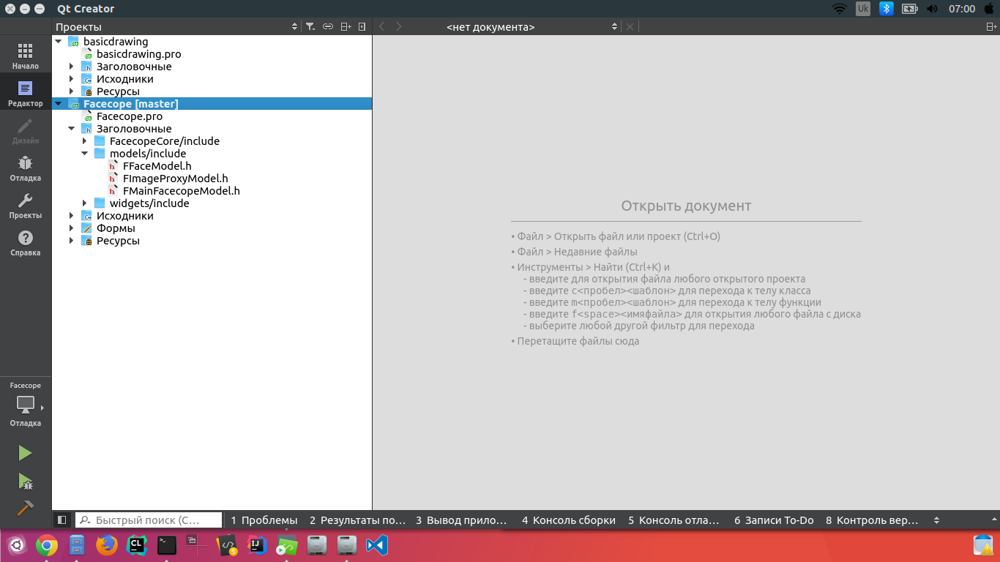 Qt Creator
Uk
07:00
Проекты
<нет документа>
Начало
Редактор
Дизайн
Отладка
Проекты
Справка
basicdrawing
basicdrawing.pro
Заголовочные
Исходники
Ресурсы
Facecope [master]
Facecope.pro
Заголовочные
FacecopeCore/include
models/include
FFaceModel.h
FImageProxyModel.h
FMainFacecopeModel.h
widgets/include
Исходники
Формы
Ресурсы
Открыть документ
• Файл > Открыть файл или проект (Ctrl+O)
• Файл > Недавние файлы
• Инструменты > Найти (Ctrl+K) и
- введите для открытия файла любого открытого проекта
- введите c<пробел><шаблон> для перехода к телу класса
- введите m<пробел><шаблон> для перехода к телу функции
- введите f<space><имяфайла> для открытия любого файла с диска
- выберите любой другой фильтр для перехода
• Перетащите файлы сюда
Facecope
Отладка
Быстрый поиск (C...
1 Проблемы
2 Результаты по...
3 Вывод прило...
4 Консоль сборки
5 Консоль отла...
6 Записи To-Do
8 Контроль вер...
CL
IJ